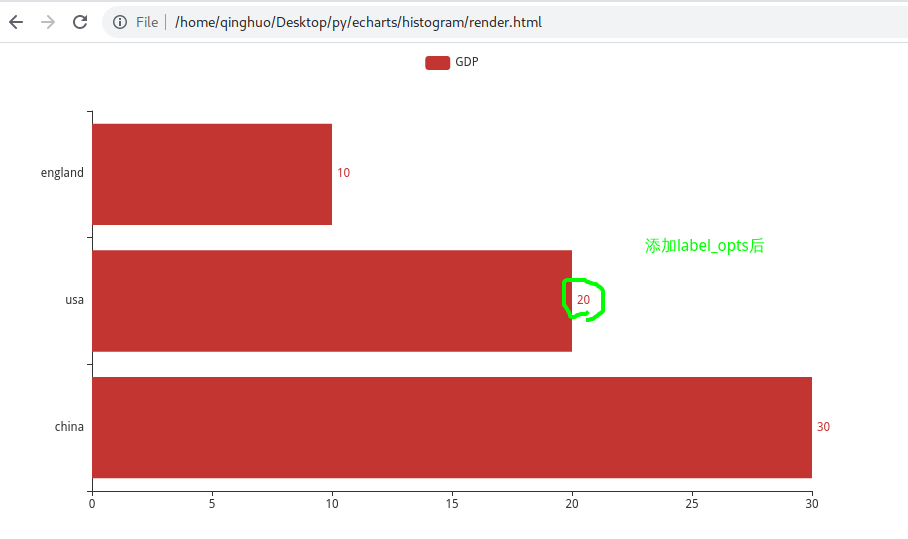 File /home/qinghuo/Desktop/py/echarts/histogram/render.html
GDP
england
10
添加label_opts后
usa
20
china
30
0 5 10 15 20 25 30